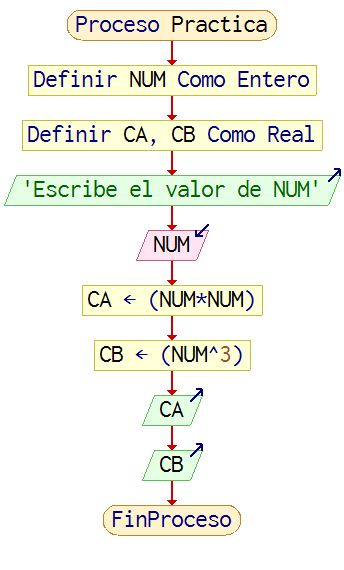 Proceso Practica
Definir NUM Como Entero
Definir CA, CB Como Real
'Escribe el valor de NUM'
NUM
CA ← (NUM*NUM)
CB ← (NUM^3)
CA
CB
FinProceso